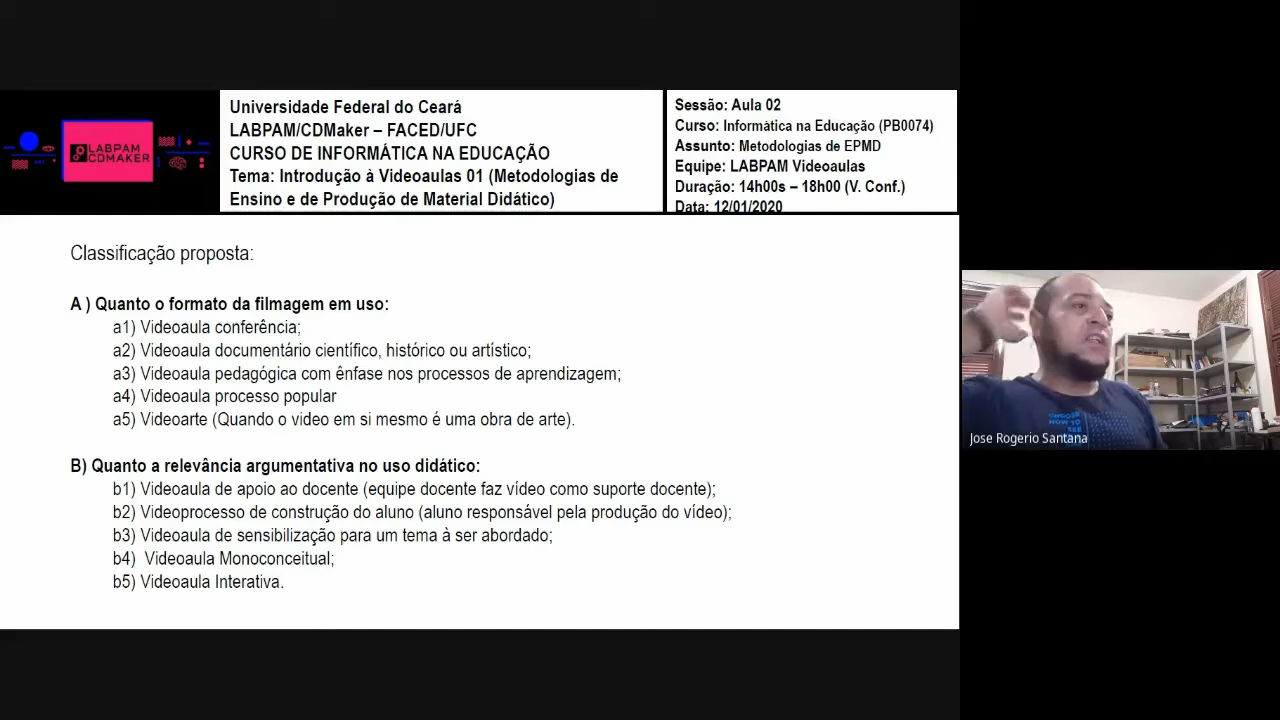 LABPAM
CDMAKER
Universidade Federal do Ceará
LABPAM/CDMaker – FACED/UFC
CURSO DE INFORMÁTICA NA EDUCAÇÃO
Tema: Introdução à Videoaulas 01 (Metodologias de
Ensino e de Produção de Material Didático)
Sessão: Aula 02
Curso: Informática na Educação (PB0074)
Assunto: Metodologias de EPMD
Equipe: LABPAM Videoaulas
Duração: 14h00s – 18h00 (V. Conf.)
Data: 12/01/2020
Classificação proposta:
A ) Quanto o formato da filmagem em uso:
a1) Videoaula conferência;
a2) Videoaula documentário científico, histórico ou artístico;
a3) Videoaula pedagógica com ênfase nos processos de aprendizagem;
a4) Videoaula processo popular
a5) Videoarte (Quando o video em si mesmo é uma obra de arte).
B) Quanto a relevância argumentativa no uso didático:
b1) Videoaula de apoio ao docente (equipe docente faz vídeo como suporte docente);
b2) Videoprocesso de construção do aluno (aluno responsável pela produção do vídeo);
b3) Videoaula de sensibilização para um tema à ser abordado;
b4) Videoaula Monoconceitual;
b5) Videoaula Interativa.
CHOOSE
HOW TO
SEE
Jose Rogerio Santana